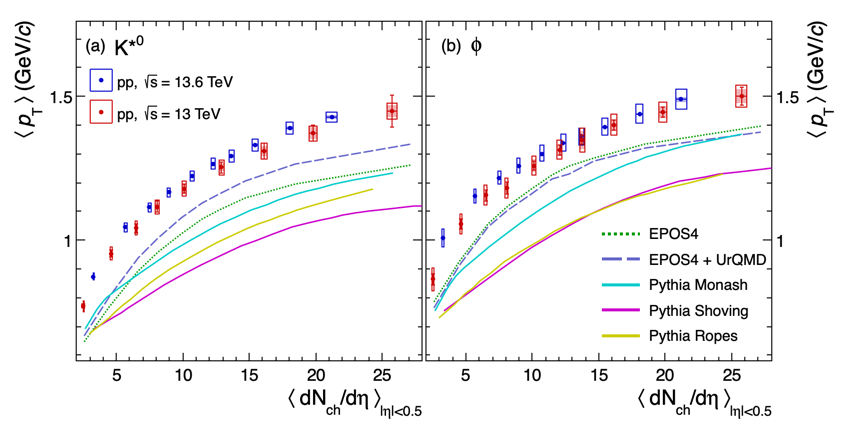 (a) K*0
(b) ϕ
pp, √s = 13.6 TeV
pp, √s = 13 TeV
⟨ pT ⟩ (GeV/c)
1.5
1
⟨ pT ⟩ (GeV/c)
1.5
1
EPOS4
EPOS4 + UrQMD
Pythia Monash
Pythia Shoving
Pythia Ropes
5 10 15 20 25
5 10 15 20 25
⟨ dNch/dη ⟩|η|<0.5
⟨ dNch/dη ⟩|η|<0.5